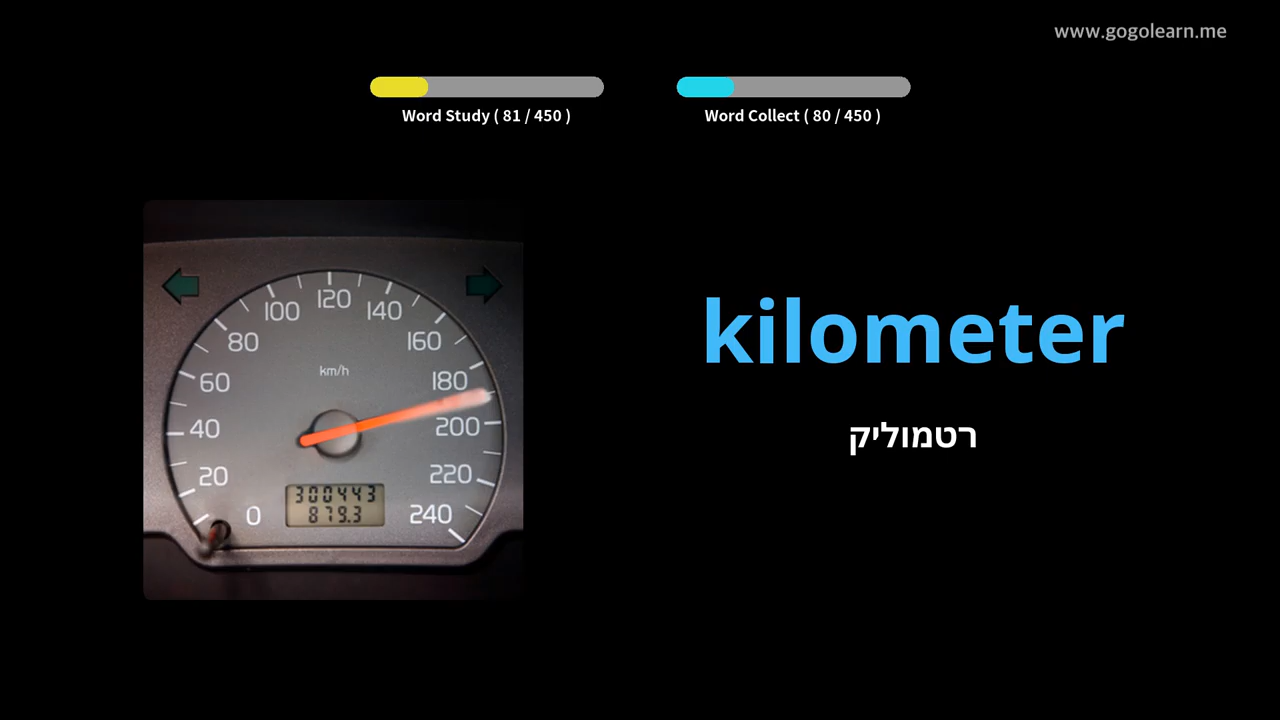 www.gogolearn.me
Word Study ( 81 / 450 )
Word Collect ( 80 / 450 )
kilometer
רטמוליק
0
20
40
60
80
100
120
140
160
180
200
220
240
km/h
300443
879.3